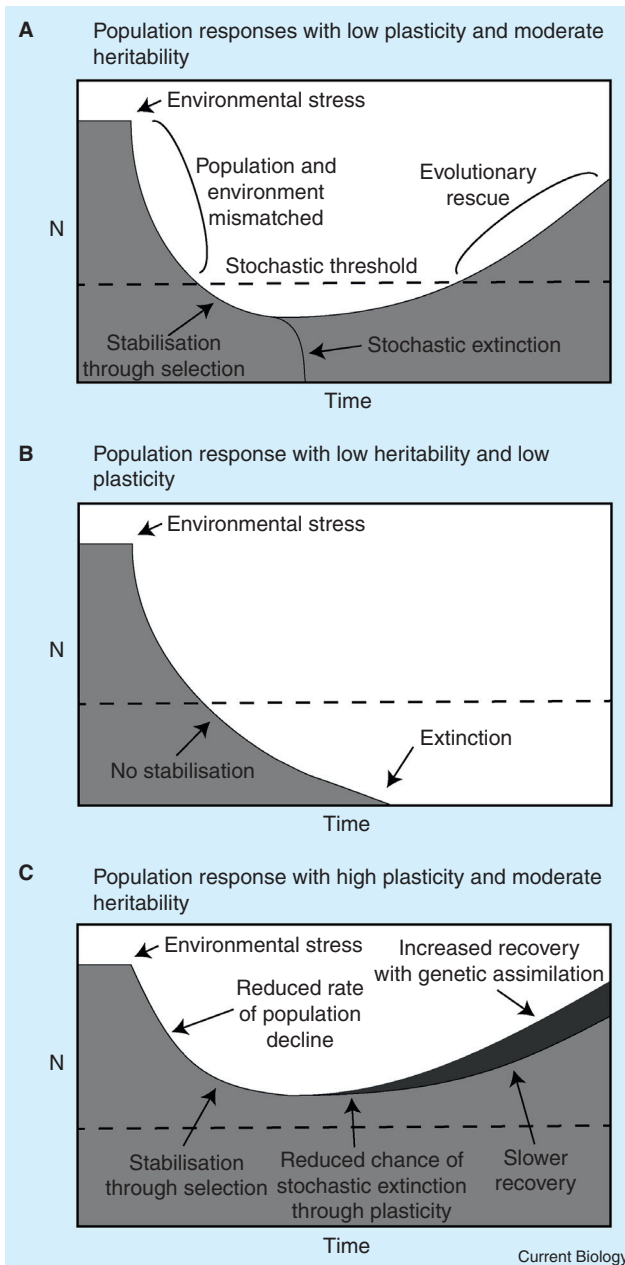 A Population responses with low plasticity and moderate
heritability
Environmental stress
Population and
environment
mismatched
Evolutionary
rescue
N
Stochastic threshold
Stabilisation
through selection
Stochastic extinction
Time
B Population response with low heritability and low
plasticity
Environmental stress
N
No stabilisation
Extinction
Time
C Population response with high plasticity and moderate
heritability
Environmental stress
Increased recovery
with genetic assimilation
Reduced rate
of population
decline
N
Stabilisation
through selection
Reduced chance of
stochastic extinction
through plasticity
Slower
recovery
Time
Current Biology